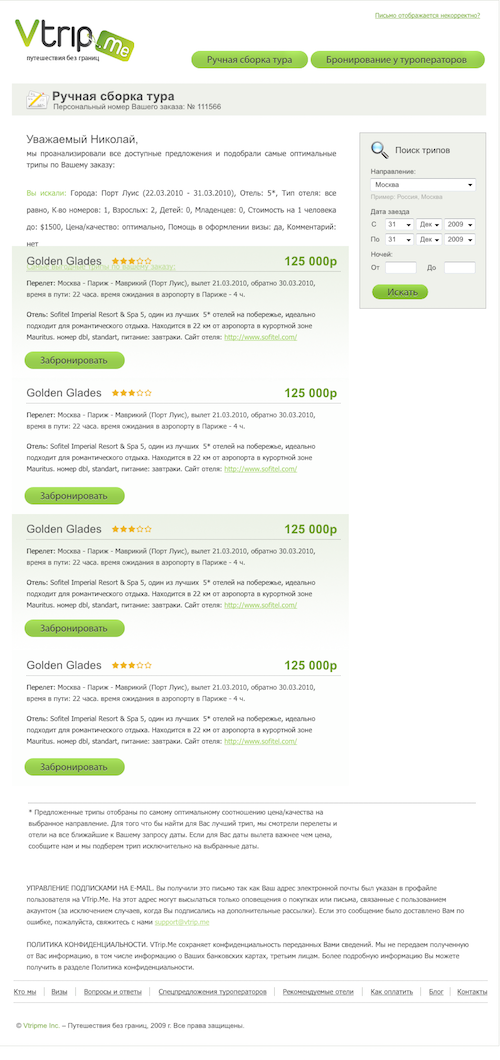 Письмо отображается некорректно?
Vtrip.me
путешествия без границ
Ручная сборка тура
Бронирование у туроператоров
Ручная сборка тура
Персональный номер Вашего заказа: № 111566
Уважаемый Николай,
мы проанализировали все доступные предложения и подобрали самые оптимальные
трипы по Вашему заказу:
Вы искали: Города: Порт Луис (22.03.2010 - 31.03.2010), Отель: 5*, Тип отеля: все
равно, К-во номеров: 1, Взрослых: 2, Детей: 0, Младенцев: 0, Стоимость на 1 человека
до: $1500, Цена/качество: оптимально, Помощь в оформлении визы: да, Комментарий:
нет
Самые выгодные трипы по вашему заказу:
Golden Glades 125 000р
Перелет: Москва - Париж - Маврикий (Порт Луис), вылет 21.03.2010, обратно 30.03.2010,
время в пути: 22 часа. время ожидания в аэропорту в Париже - 4 ч.
Отель: Sofitel Imperial Resort & Spa 5, один из лучших 5* отелей на побережье, идеально
подходит для романтического отдыха. Находится в 22 км от аэропорта в курортной зоне
Mauritus. номер dbl, standart, питание: завтраки. Сайт отеля: http://www.sofitel.com/
Забронировать
Golden Glades 125 000р
Перелет: Москва - Париж - Маврикий (Порт Луис), вылет 21.03.2010, обратно 30.03.2010,
время в пути: 22 часа. время ожидания в аэропорту в Париже - 4 ч.
Отель: Sofitel Imperial Resort & Spa 5, один из лучших 5* отелей на побережье, идеально
подходит для романтического отдыха. Находится в 22 км от аэропорта в курортной зоне
Mauritus. номер dbl, standart, питание: завтраки. Сайт отеля: http://www.sofitel.com/
Забронировать
Golden Glades 125 000р
Перелет: Москва - Париж - Маврикий (Порт Луис), вылет 21.03.2010, обратно 30.03.2010,
время в пути: 22 часа. время ожидания в аэропорту в Париже - 4 ч.
Отель: Sofitel Imperial Resort & Spa 5, один из лучших 5* отелей на побережье, идеально
подходит для романтического отдыха. Находится в 22 км от аэропорта в курортной зоне
Mauritus. номер dbl, standart, питание: завтраки. Сайт отеля: http://www.sofitel.com/
Забронировать
Golden Glades 125 000р
Перелет: Москва - Париж - Маврикий (Порт Луис), вылет 21.03.2010, обратно 30.03.2010,
время в пути: 22 часа. время ожидания в аэропорту в Париже - 4 ч.
Отель: Sofitel Imperial Resort & Spa 5, один из лучших 5* отелей на побережье, идеально
подходит для романтического отдыха. Находится в 22 км от аэропорта в курортной зоне
Mauritus. номер dbl, standart, питание: завтраки. Сайт отеля: http://www.sofitel.com/
Забронировать
Поиск трипов
Направление:
Москва
Пример: Россия, Москва
Дата заезда
С 31 Дек 2009
По 31 Дек 2009
Ночей:
От До
Искать
* Предложенные трипы отобраны по самому оптимальному соотношению цена/качества на
выбранное направление. Для того что бы найти для Вас лучший трип, мы смотрели перелеты и
отели на все ближайшие к Вашему запросу даты. Если для Вас даты вылета важнее чем цена,
сообщите нам и мы подберем трип исключительно на выбранные даты.
УПРАВЛЕНИЕ ПОДПИСКАМИ НА E-MAIL. Вы получили это письмо так как Ваш адрес электронной почты был указан в профайле
пользователя на VTrip.Me. На этот адрес могут высылаться только оповещения о покупках или письма, связанные с пользованием
акаунтом (за исключением случаев, когда Вы подписались на дополнительные рассылки). Если это сообщение было доставлено Вам по
ошибке, пожалуйста, свяжитесь с нами support@vtrip.me
ПОЛИТИКА КОНФИДЕНЦИАЛЬНОСТИ. VTrip.Me сохраняет конфиденциальность переданных Вами сведений. Мы не передаем полученную
от Вас информацию, в том числе информацию о Ваших банковских картах, третьим лицам. Более подробную информацию Вы можете
получить в разделе Политика конфиденциальности.
Кто мы Визы Вопросы и ответы Спецпредложения туроператоров Рекомендуемые отели Как оплатить Блог Контакты
© Vtripme Inc. – Путешествия без границ, 2009 г. Все права защищены.